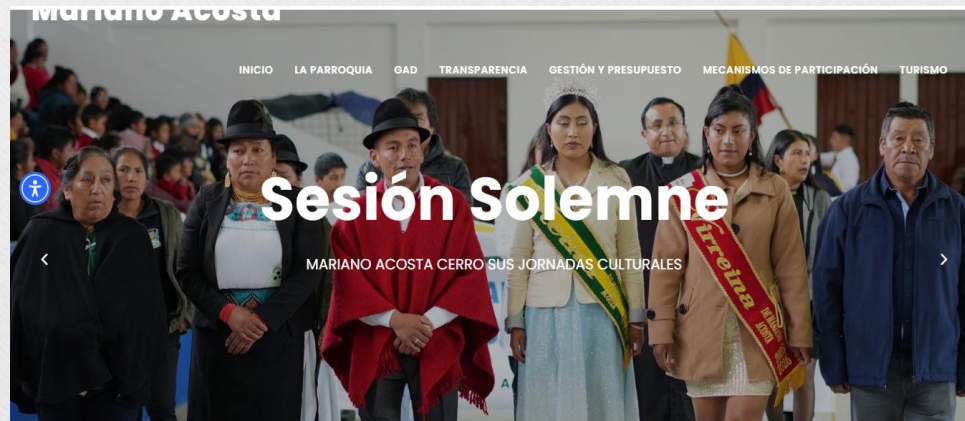 Mariano Acosta
INICIO LA PARROQUIA GAD TRANSPARENCIA GESTIÓN Y PRESUPUESTO MECANISMOS DE PARTICIPACIÓN TURISMO
Sesión Solemne
MARIANO ACOSTA CERRO SUS JORNADAS CULTURALES
Virreina